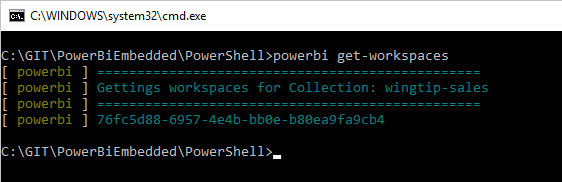 C:\WINDOWS\system32\cmd.exe
C:\GIT\PowerBiEmbedded\PowerShell>powerbi get-workspaces
[ powerbi ] ================================================
[ powerbi ] Gettings workspaces for Collection: wingtip-sales
[ powerbi ] ================================================
[ powerbi ] 76fc5d88-6957-4e4b-bb0e-b80ea9fa9cb4
C:\GIT\PowerBiEmbedded\PowerShell>_